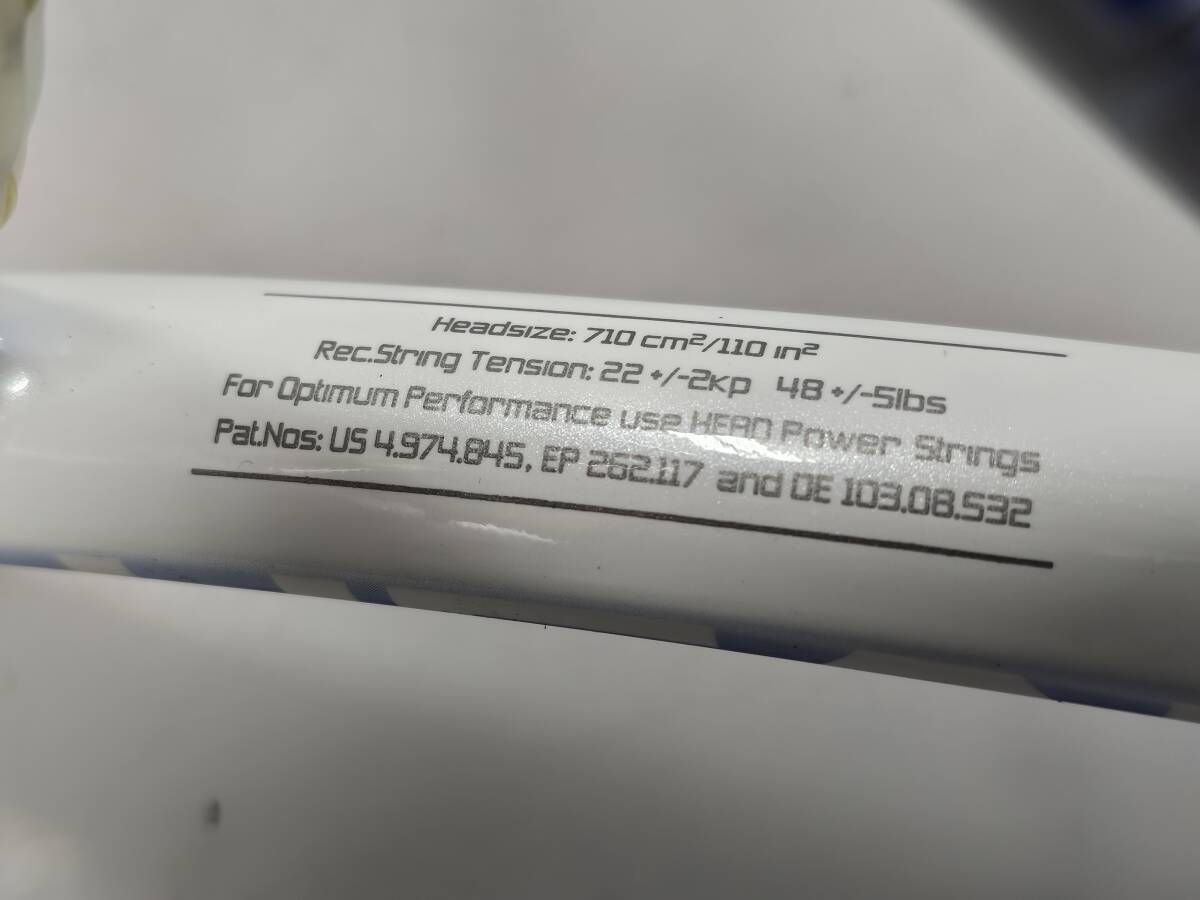 Headsize: 710 cm²/110 in²
Rec.String Tension: 22 +/-2kp 48 +/-5lbs
For Optimum Performance use HEAD Power Strings
Pat.Nos: US 4.974.845, EP 262.117 and DE 103.08.532